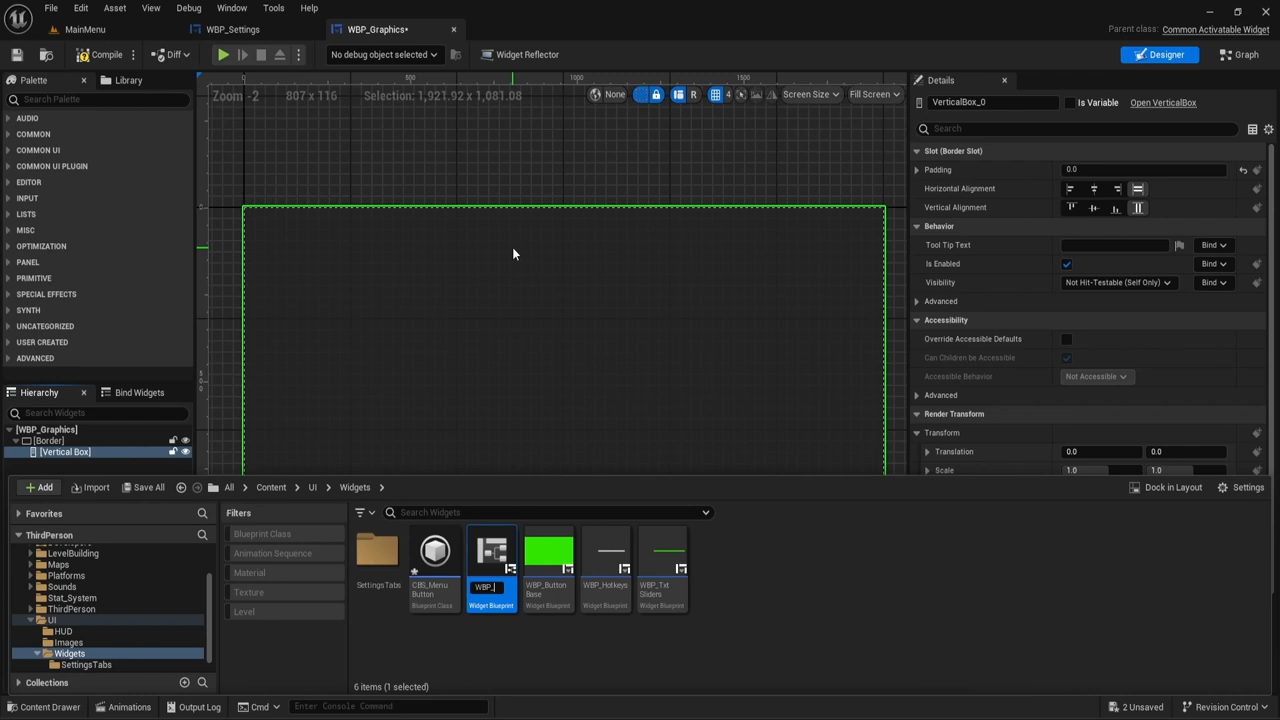 File Edit Asset View Debug Window Tools Help
MainMenu WBP_Settings WBP_Graphics•
Parent class: Common Activatable Widget
Compile Diff No debug object selected Widget Reflector Designer Graph
Palette Library
Search Palette
AUDIO
COMMON
COMMON UI
COMMON UI PLUGIN
EDITOR
INPUT
LISTS
MISC
OPTIMIZATION
PANEL
PRIMITIVE
SPECIAL EFFECTS
SYNTH
UNCATEGORIZED
USER CREATED
ADVANCED
Hierarchy Bind Widgets
Search Widgets
[WBP_Graphics]
[Border]
[Vertical Box]
0 500 1000 1500
Zoom -2 807 x 116 Selection: 1,921.92 x 1,081.08 None R 4 Screen Size Fill Screen
0
5
0
Details
VerticalBox_0 Is Variable Open VerticalBox
Search
Slot (Border Slot)
Padding 0.0
Horizontal Alignment
Vertical Alignment
Behavior
Tool Tip Text Bind
Is Enabled Bind
Visibility Not Hit-Testable (Self Only) Bind
Advanced
Accessibility
Override Accessible Defaults
Can Children be Accessible
Accessible Behavior Not Accessible
Advanced
Render Transform
Transform
Translation 0.0 0.0
Scale 1.0 1.0
Add Import Save All All Content UI Widgets Dock in Layout Settings
Favorites
ThirdPerson
LevelBuilding
Maps
Platforms
Sounds
Stat_System
ThirdPerson
UI
HUD
Images
Widgets
SettingsTabs
Collections
Filters
Blueprint Class
Animation Sequence
Material
Texture
Level
Search Widgets
SettingsTabs
CBS_Menu
Button
Blueprint Class
WBP_
Widget Blueprint
WBP_Button
Base
Widget Blueprint
WBP_Hotkeys
Widget Blueprint
WBP_Txt
Sliders
Widget Blueprint
6 items (1 selected)
Content Drawer Animations Output Log Cmd Enter Console Command 2 Unsaved Revision Control